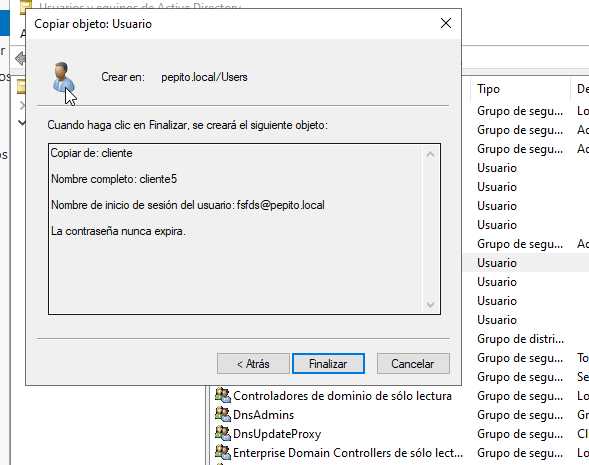 Usuarios y equipos de Active Directory
Copiar objeto: Usuario
Crear en: pepito.local/Users
Cuando haga clic en Finalizar, se creará el siguiente objeto:
Copiar de: cliente
Nombre completo: cliente5
Nombre de inicio de sesión del usuario: fsfds@pepito.local
La contraseña nunca expira.
< Atrás
Finalizar
Cancelar
Tipo De
Grupo de segu... Lo
Grupo de segu... Ad
Grupo de segu... Ad
Usuario
Usuario
Usuario
Usuario
Grupo de segu... Ad
Usuario
Usuario
Usuario
Usuario
Grupo de distri...
Grupo de segu... To
Grupo de segu... Se
Controladores de dominio de sólo lectura Grupo de segu... Lo
DnsAdmins Grupo de segu... Gr
DnsUpdateProxy Grupo de segu... Cl
Enterprise Domain Controllers de sólo lect... Grupo de segu... Lo